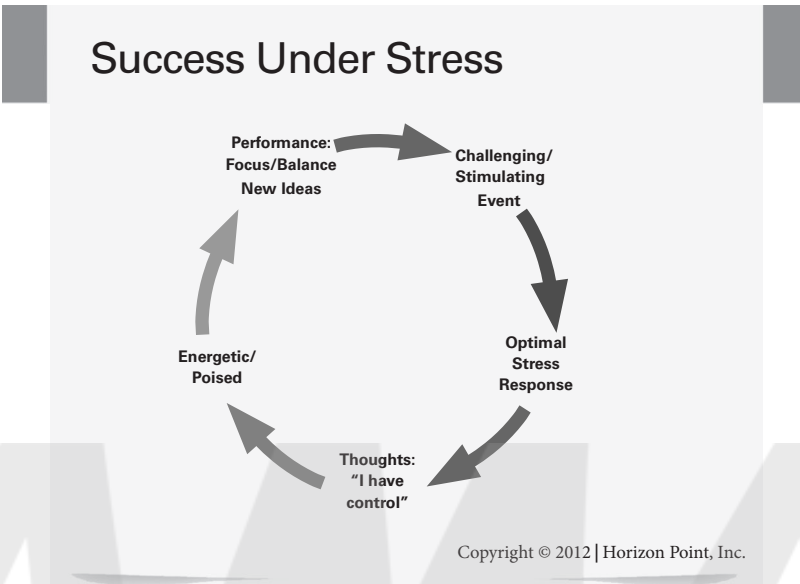 Success Under Stress
Performance:
Focus/Balance
New Ideas
Challenging/
Stimulating
Event
Optimal
Stress
Response
Thoughts:
“I have
control”
Energetic/
Poised
Copyright © 2012 | Horizon Point, Inc.